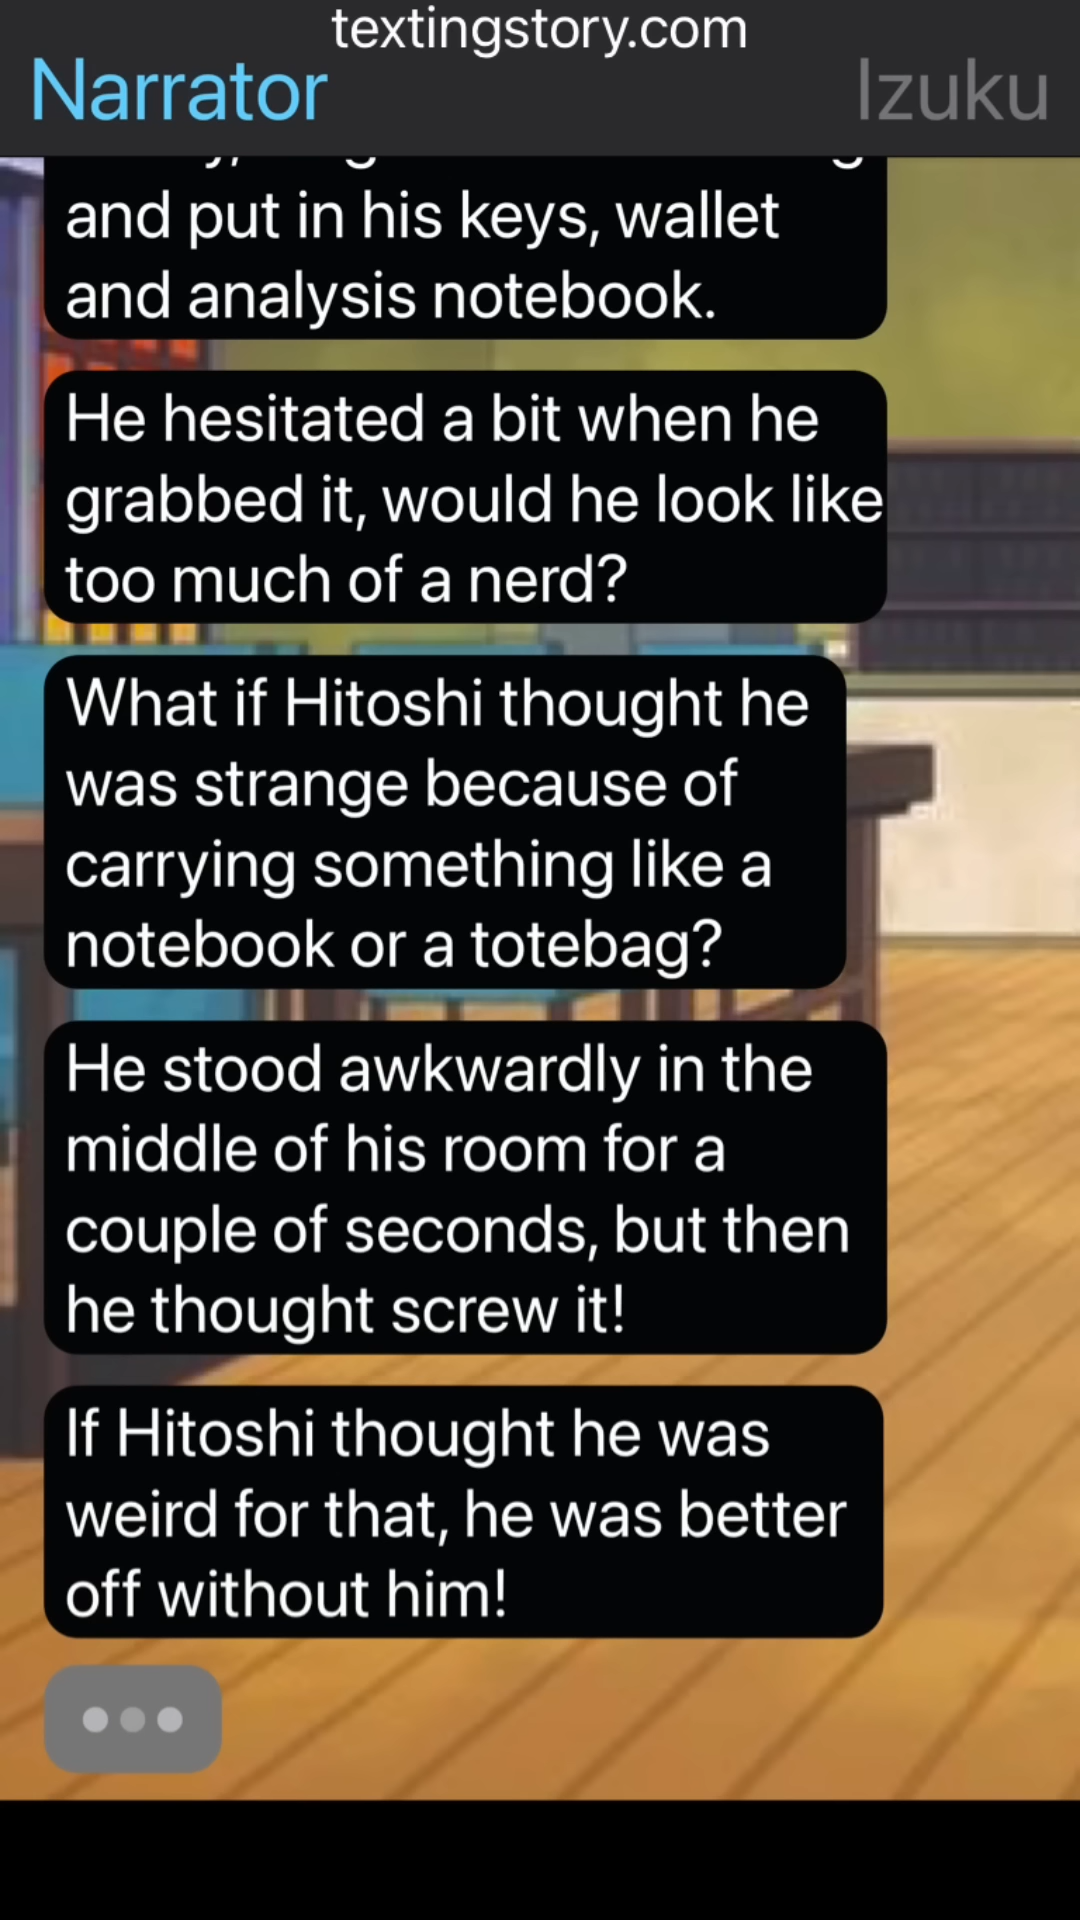 textingstory.com
Narrator
Izuku
and put in his keys, wallet
and analysis notebook.
He hesitated a bit when he
grabbed it, would he look like
too much of a nerd?
What if Hitoshi thought he
was strange because of
carrying something like a
notebook or a totebag?
He stood awkwardly in the
middle of his room for a
couple of seconds, but then
he thought screw it!
If Hitoshi thought he was
weird for that, he was better
off without him!